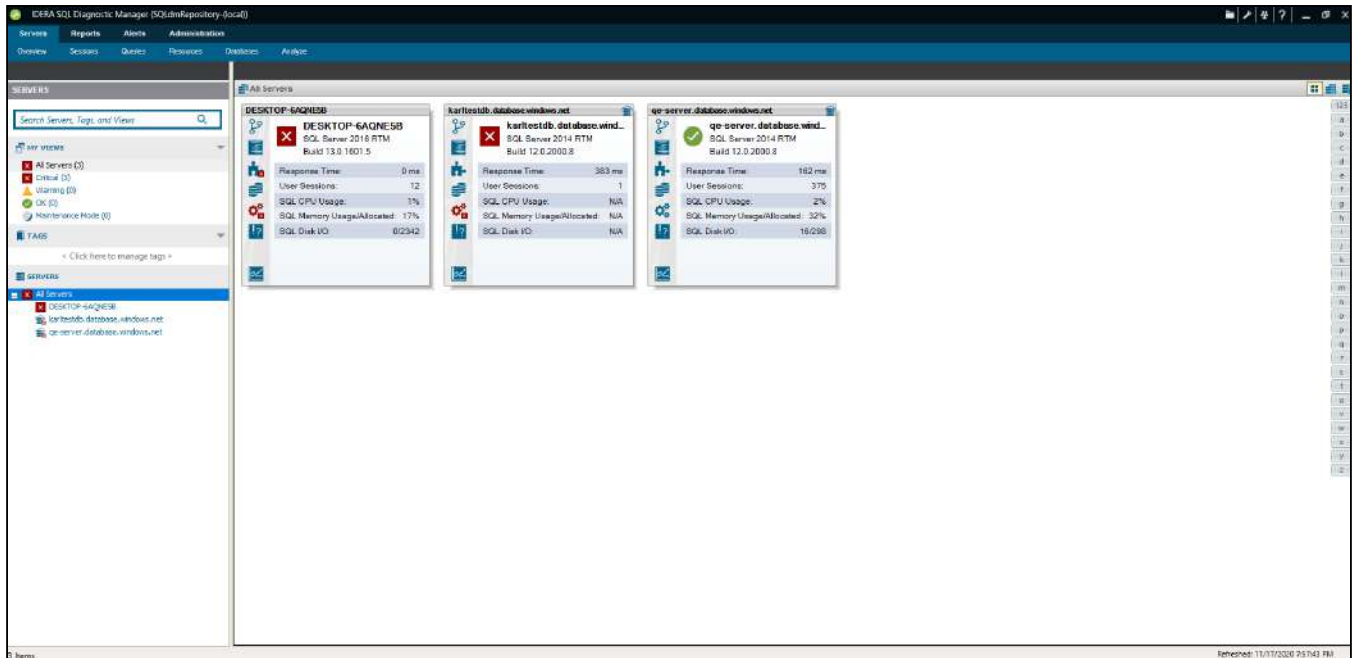 IDERA SQL Diagnostic Manager (SQLdmRepository-(local))
Servers Reports Alerts Administration
Overview Sessions Queries Resources Databases Analyze
SERVERS
Search Servers, Tags, and Views
MY VIEWS
All Servers (3)
Critical (3)
Warning (0)
OK (0)
Maintenance Mode (0)
TAGS
< Click here to manage tags >
SERVERS
All Servers
DESKTOP-6AQNE5B
karltestdb.database.windows.net
qe-server.database.windows.net
All Servers
DESKTOP-6AQNE5B
DESKTOP-6AQNE5B
SQL Server 2016 RTM
Build 13.0.1601.5
Response Time: 0 ms
User Sessions: 12
SQL CPU Usage: 1%
SQL Memory Usage/Allocated: 17%
SQL Disk I/O: 0/2342
karltestdb.database.windows.net
karltestdb.database.wind...
SQL Server 2014 RTM
Build 12.0.2000.8
Response Time: 383 ms
User Sessions: 1
SQL CPU Usage: N/A
SQL Memory Usage/Allocated: N/A
SQL Disk I/O: N/A
qe-server.database.windows.net
qe-server.database.wind...
SQL Server 2014 RTM
Build 12.0.2000.8
Response Time: 162 ms
User Sessions: 375
SQL CPU Usage: 2%
SQL Memory Usage/Allocated: 32%
SQL Disk I/O: 16/298
123
a
b
c
d
e
f
g
h
i
j
k
l
m
n
o
p
q
r
s
t
u
v
w
x
y
z
3 Items
Refreshed: 11/17/2020 7:57:43 PM